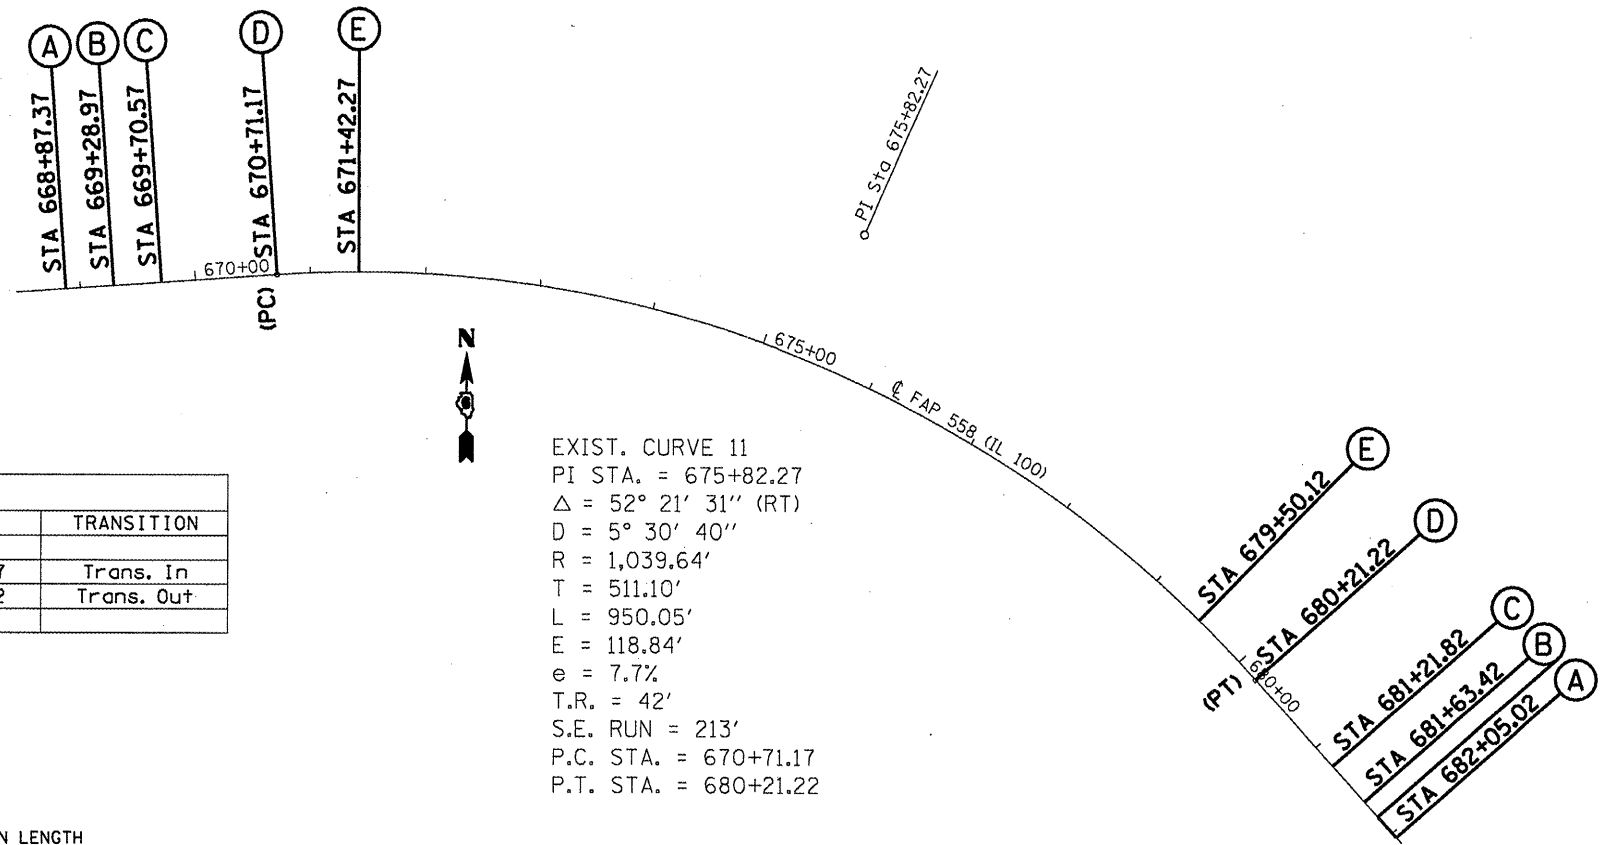 A
B
C
D
E
STA 668+87.37
STA 669+28.97
STA 669+70.57
STA 670+71.17
STA 671+42.27
670+00
(PC)
PI Sta 675+82.27
N
675+00
℄ FAP 558 (IL 100)
EXIST. CURVE 11
PI STA. = 675+82.27
△ = 52° 21' 31'' (RT)
D = 5° 30' 40''
R = 1,039.64'
T = 511.10'
L = 950.05'
E = 118.84'
e = 7.7%
T.R. = 42'
S.E. RUN = 213'
P.C. STA. = 670+71.17
P.T. STA. = 680+21.22
TRANSITION
7 Trans. In
2 Trans. Out
N LENGTH
E
STA 679+50.12
D
STA 680+21.22
(PT)
680+00
C
STA 681+21.82
B
STA 681+63.42
A
STA 682+05.02